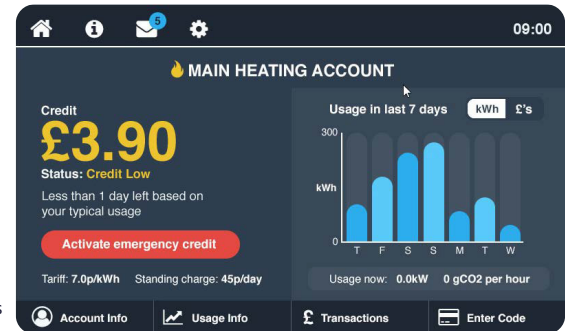 5
09:00
MAIN HEATING ACCOUNT
Credit
£3.90
Status: Credit Low
Less than 1 day left based on
your typical usage
Activate emergency credit
Tariff: 7.0p/kWh Standing charge: 45p/day
Usage in last 7 days kWh £'s
300
kWh
0
T F S S M T W
Usage now: 0.0kW 0 gCO2 per hour
s
Account Info Usage Info £ Transactions Enter Code